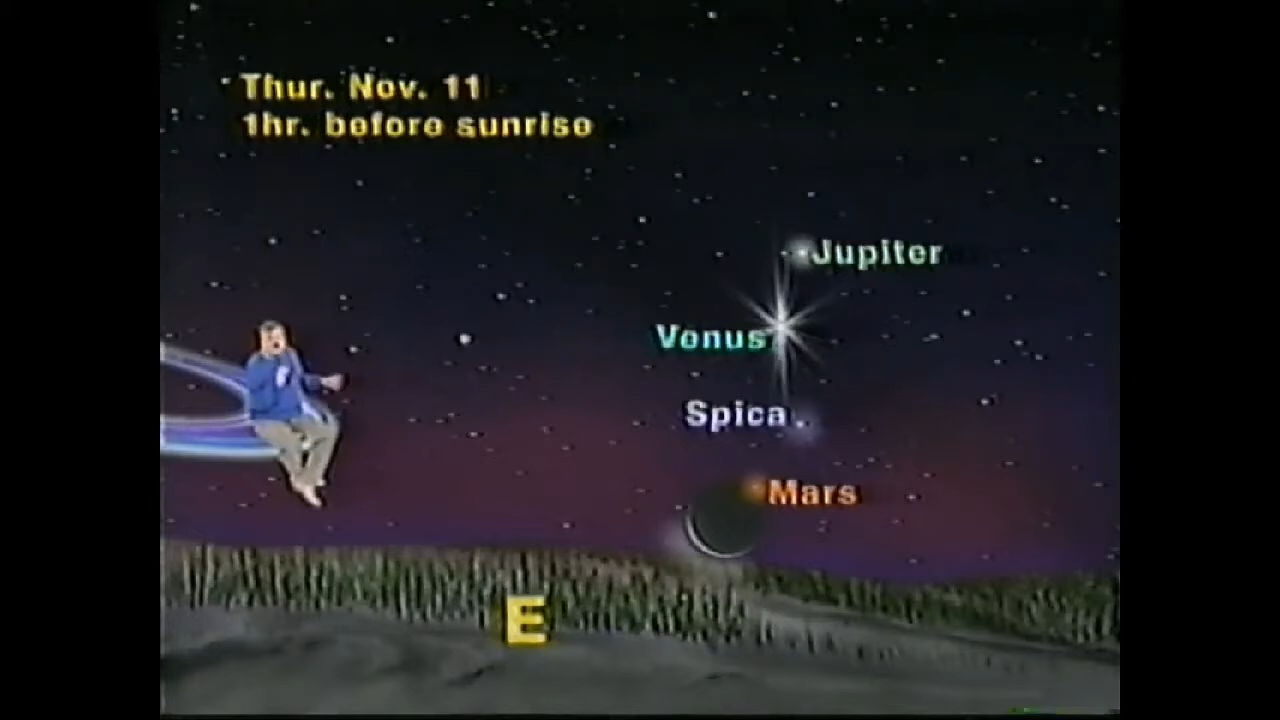 Thur. Nov. 11
1hr. before sunrise
Jupiter
Venus
Spica
Mars
E